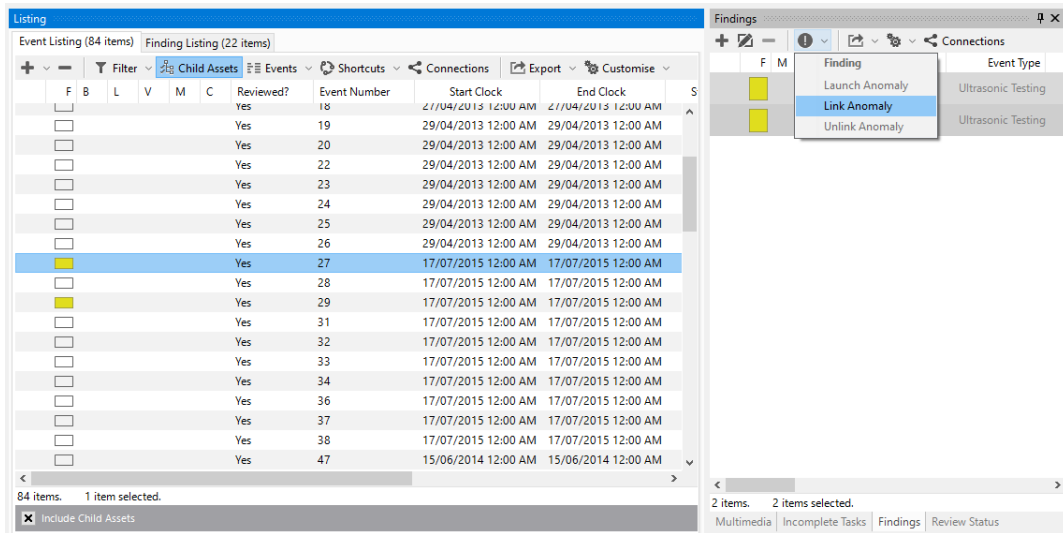 Listing
Event Listing (84 items) Finding Listing (22 items)
Filter Child Assets Events Shortcuts Connections Export Customise
F B L V M C Reviewed? Event Number Start Clock End Clock S
Yes 18 27/04/2013 12:00 AM 27/04/2013 12:00 AM
Yes 19 29/04/2013 12:00 AM 29/04/2013 12:00 AM
Yes 20 29/04/2013 12:00 AM 29/04/2013 12:00 AM
Yes 22 29/04/2013 12:00 AM 29/04/2013 12:00 AM
Yes 23 29/04/2013 12:00 AM 29/04/2013 12:00 AM
Yes 24 29/04/2013 12:00 AM 29/04/2013 12:00 AM
Yes 25 29/04/2013 12:00 AM 29/04/2013 12:00 AM
Yes 26 29/04/2013 12:00 AM 29/04/2013 12:00 AM
Yes 27 17/07/2015 12:00 AM 17/07/2015 12:00 AM
Yes 28 17/07/2015 12:00 AM 17/07/2015 12:00 AM
Yes 29 17/07/2015 12:00 AM 17/07/2015 12:00 AM
Yes 31 17/07/2015 12:00 AM 17/07/2015 12:00 AM
Yes 32 17/07/2015 12:00 AM 17/07/2015 12:00 AM
Yes 33 17/07/2015 12:00 AM 17/07/2015 12:00 AM
Yes 34 17/07/2015 12:00 AM 17/07/2015 12:00 AM
Yes 36 17/07/2015 12:00 AM 17/07/2015 12:00 AM
Yes 37 17/07/2015 12:00 AM 17/07/2015 12:00 AM
Yes 38 17/07/2015 12:00 AM 17/07/2015 12:00 AM
Yes 47 15/06/2014 12:00 AM 15/06/2014 12:00 AM
84 items. 1 item selected.
Include Child Assets
Findings
Connections
F M Event Type
Finding
Launch Anomaly
Link Anomaly
Unlink Anomaly
Ultrasonic Testing
Ultrasonic Testing
2 items. 2 items selected.
Multimedia Incomplete Tasks Findings Review Status